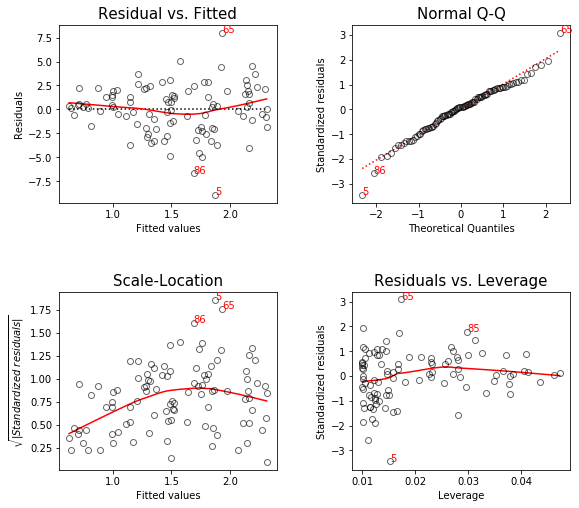 Residual vs. Fitted
65
86
5
7.5
5.0
2.5
0.0
−2.5
−5.0
−7.5
Residuals
1.0 1.5 2.0
Fitted values
Normal Q-Q
65
86
5
3
2
1
0
−1
−2
−3
Standardized residuals
−2 −1 0 1 2
Theoretical Quantiles
Scale-Location
5
65
86
1.75
1.50
1.25
1.00
0.75
0.50
0.25
√|Standardized residuals|
1.0 1.5 2.0
Fitted values
Residuals vs. Leverage
65
85
5
3
2
1
0
−1
−2
−3
Standardized residuals
0.01 0.02 0.03 0.04
Leverage